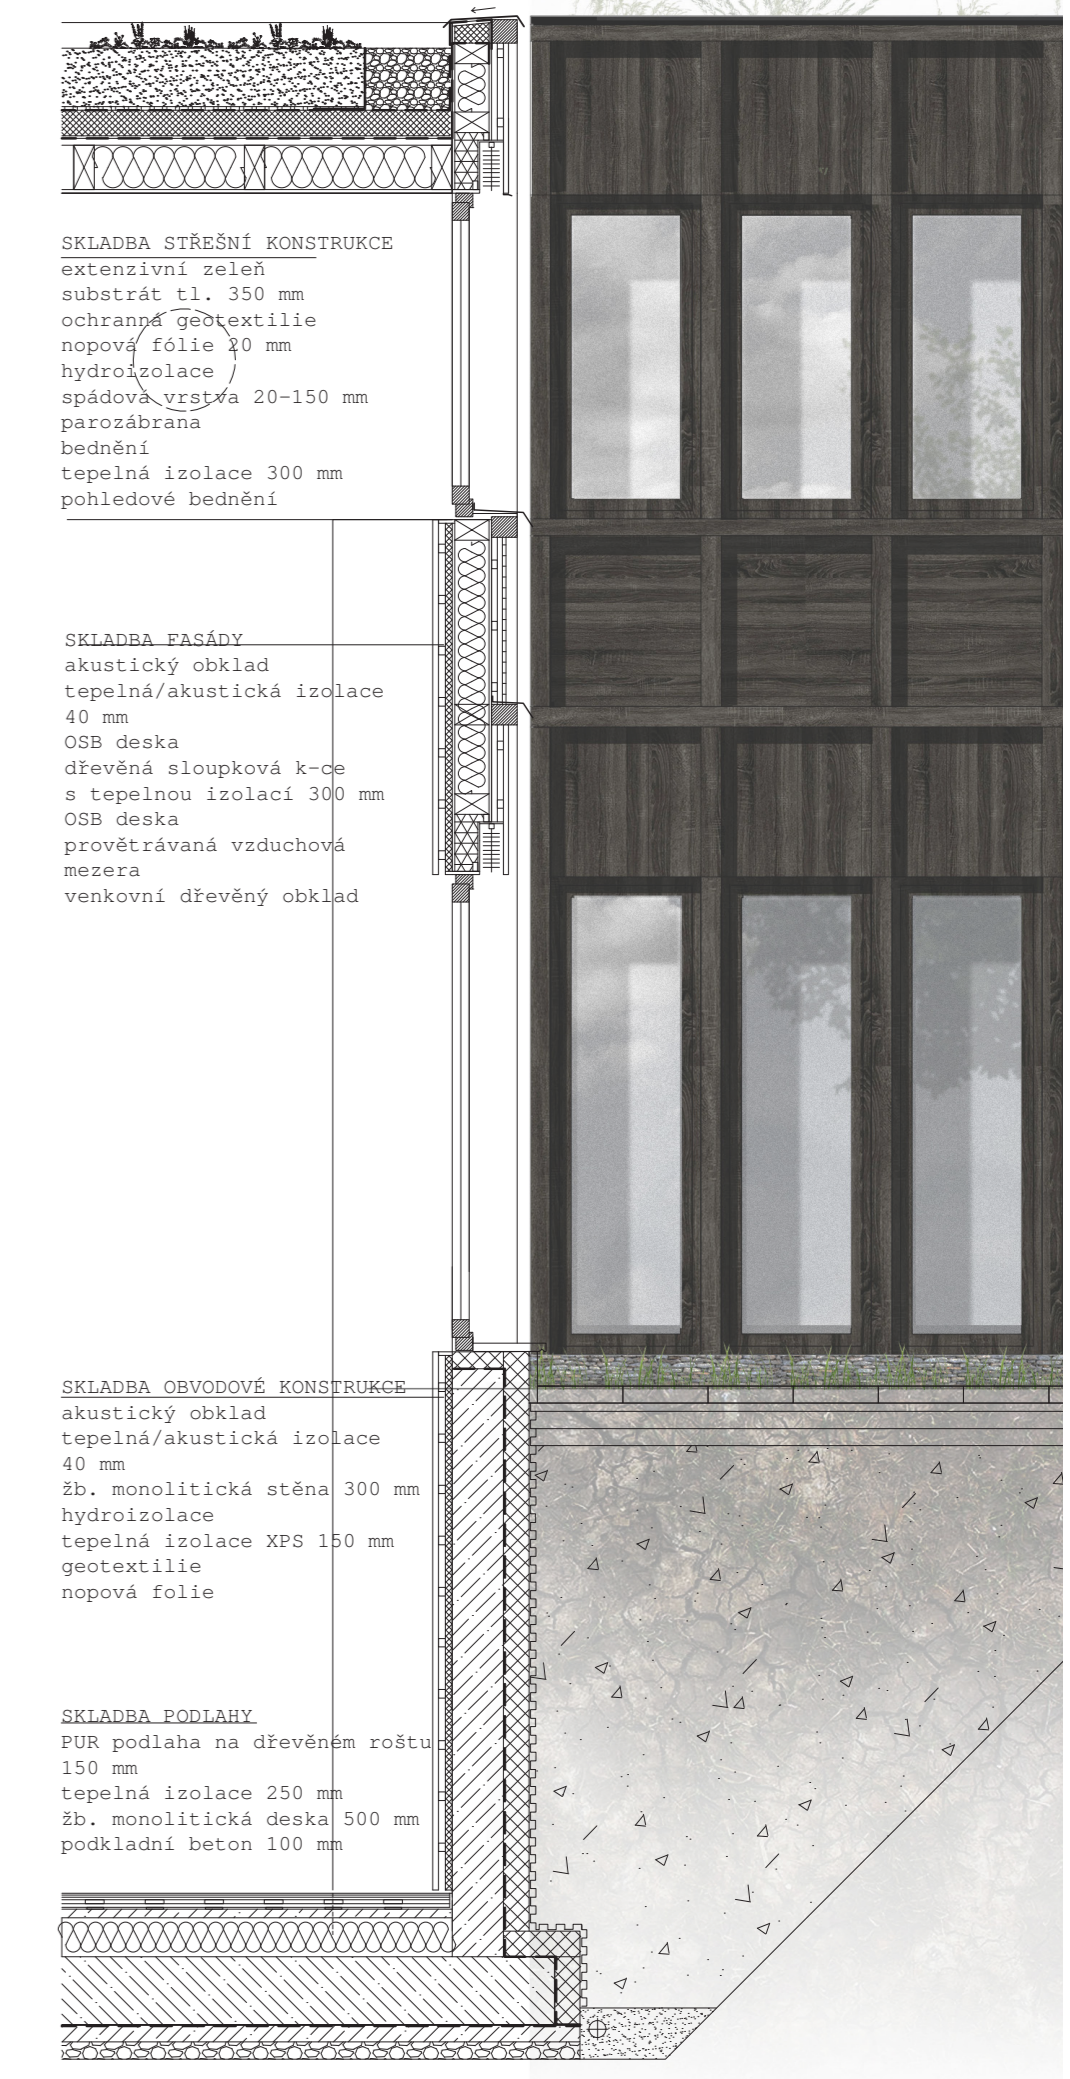 SKLADBA STŘEŠNÍ KONSTRUKCE
extenzivní zeleň
substrát tl. 350 mm
ochranná geotextilie
nopová fólie 20 mm
hydroizolace
spádová vrstva 20-150 mm
parozábrana
bednění
tepelná izolace 300 mm
pohledové bednění
SKLADBA FASÁDY
akustický obklad
tepelná/akustická izolace
40 mm
OSB deska
dřevěná sloupková k-ce
s tepelnou izolací 300 mm
OSB deska
provětrávaná vzduchová
mezera
venkovní dřevěný obklad
SKLADBA OBVODOVÉ KONSTRUKCE
akustický obklad
tepelná/akustická izolace
40 mm
žb. monolitická stěna 300 mm
hydroizolace
tepelná izolace XPS 150 mm
geotextilie
nopová folie
SKLADBA PODLAHY
PUR podlaha na dřevěném roštu
150 mm
tepelná izolace 250 mm
žb. monolitická deska 500 mm
podkladní beton 100 mm